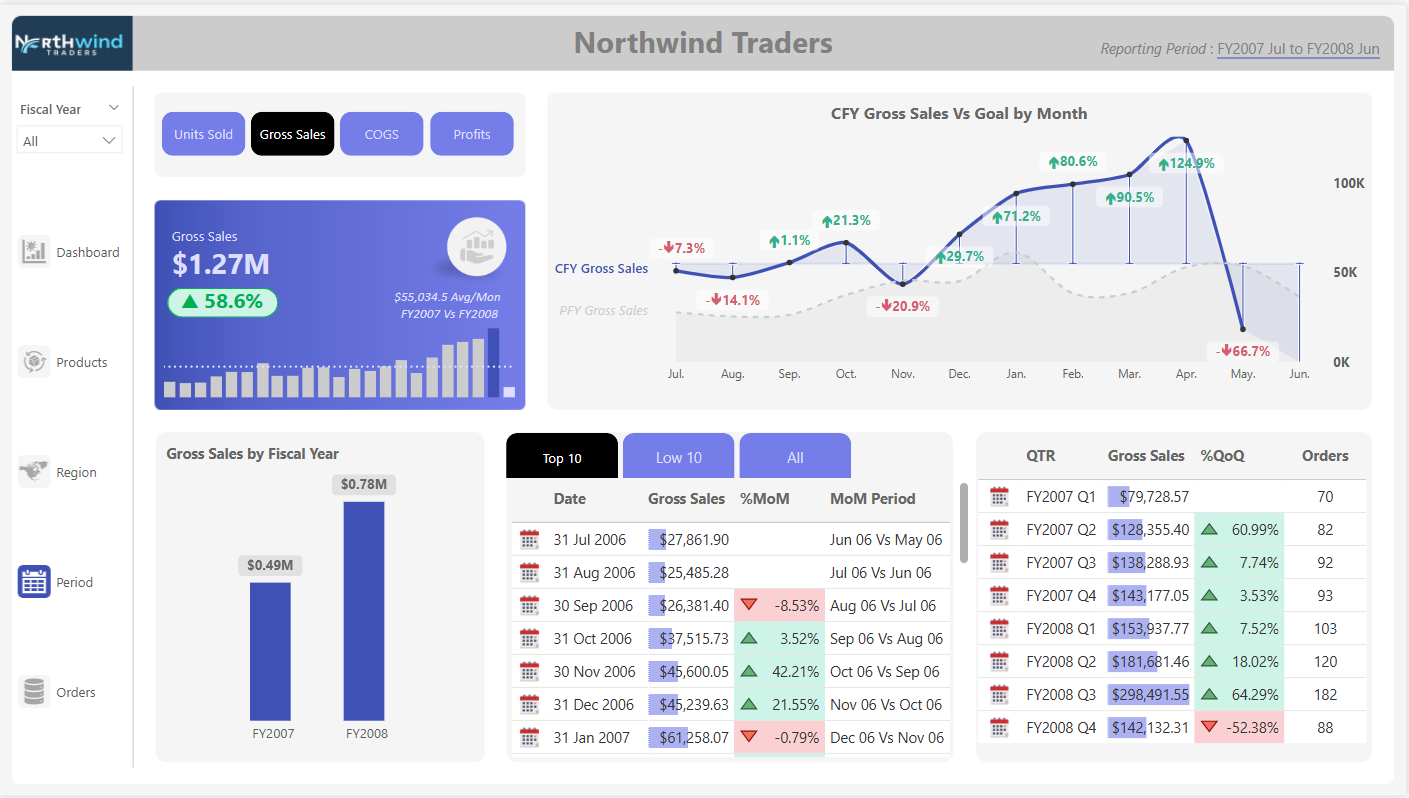 Northwind
TRADERS
Northwind Traders
Reporting Period : FY2007 Jul to FY2008 Jun
Fiscal Year
All
Dashboard
Products
Region
Period
Orders
Units Sold
Gross Sales
COGS
Profits
Gross Sales
$1.27M
▲ 58.6%
$55,034.5 Avg/Mon
FY2007 Vs FY2008
CFY Gross Sales Vs Goal by Month
CFY Gross Sales
PFY Gross Sales
-🡫7.3%
-🡫14.1%
🡩1.1%
🡩21.3%
-🡫20.9%
🡩29.7%
🡩71.2%
🡩80.6%
🡩90.5%
🡩124.9%
-🡫66.7%
100K
50K
0K
Jul. Aug. Sep. Oct. Nov. Dec. Jan. Feb. Mar. Apr. May. Jun.
Gross Sales by Fiscal Year
$0.49M
$0.78M
FY2007 FY2008
Top 10
Low 10
All
Date Gross Sales %MoM MoM Period
31 Jul 2006 $27,861.90 Jun 06 Vs May 06
31 Aug 2006 $25,485.28 Jul 06 Vs Jun 06
30 Sep 2006 $26,381.40 -8.53% Aug 06 Vs Jul 06
31 Oct 2006 $37,515.73 3.52% Sep 06 Vs Aug 06
30 Nov 2006 $45,600.05 42.21% Oct 06 Vs Sep 06
31 Dec 2006 $45,239.63 21.55% Nov 06 Vs Oct 06
31 Jan 2007 $61,258.07 -0.79% Dec 06 Vs Nov 06
QTR Gross Sales %QoQ Orders
FY2007 Q1 $79,728.57 70
FY2007 Q2 $128,355.40 60.99% 82
FY2007 Q3 $138,288.93 7.74% 92
FY2007 Q4 $143,177.05 3.53% 93
FY2008 Q1 $153,937.77 7.52% 103
FY2008 Q2 $181,681.46 18.02% 120
FY2008 Q3 $298,491.55 64.29% 182
FY2008 Q4 $142,132.31 -52.38% 88